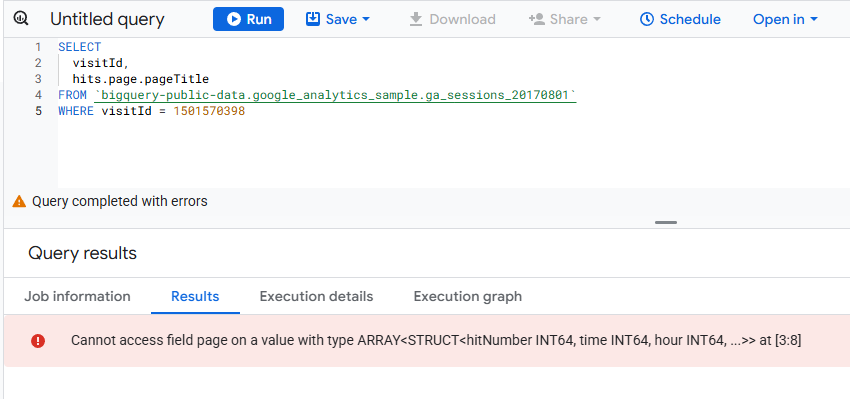 Untitled query Run Save Download Share Schedule Open in
1 SELECT
2 visitId,
3 hits.page.pageTitle
4 FROM `bigquery-public-data.google_analytics_sample.ga_sessions_20170801`
5 WHERE visitId = 1501570398
Query completed with errors
Query results
Job information Results Execution details Execution graph
Cannot access field page on a value with type ARRAY<STRUCT<hitNumber INT64, time INT64, hour INT64, ...>> at [3:8]